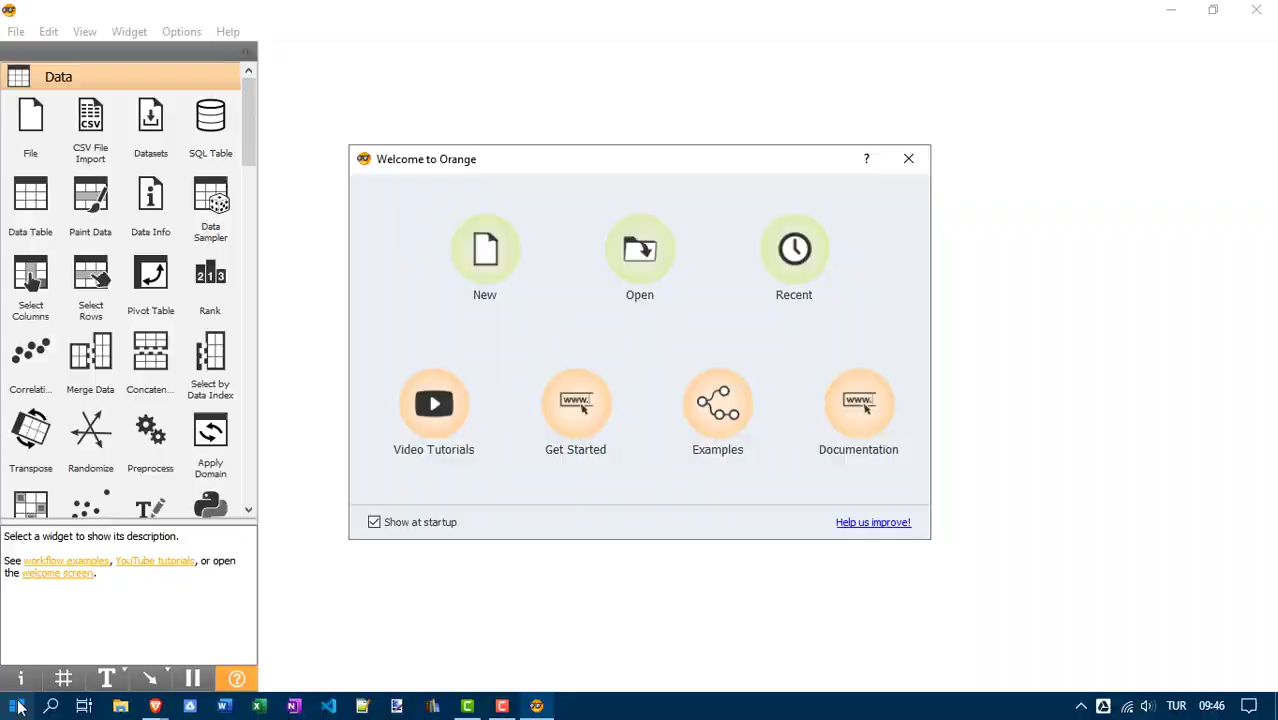 File Edit View Widget Options Help
Data
File
CSV File
Import
Datasets
SQL Table
Data Table
Paint Data
Data Info
Data
Sampler
Select
Columns
Select
Rows
Pivot Table
Rank
Correlati...
Merge Data
Concaten...
Select by
Data Index
Transpose
Randomize
Preprocess
Apply
Domain
Select a widget to show its description.
See workflow examples, YouTube tutorials, or open
the welcome screen.
Welcome to Orange
New
Open
Recent
www.
www.
Video Tutorials
Get Started
Examples
Documentation
Show at startup
Help us improve!
TUR 09:46